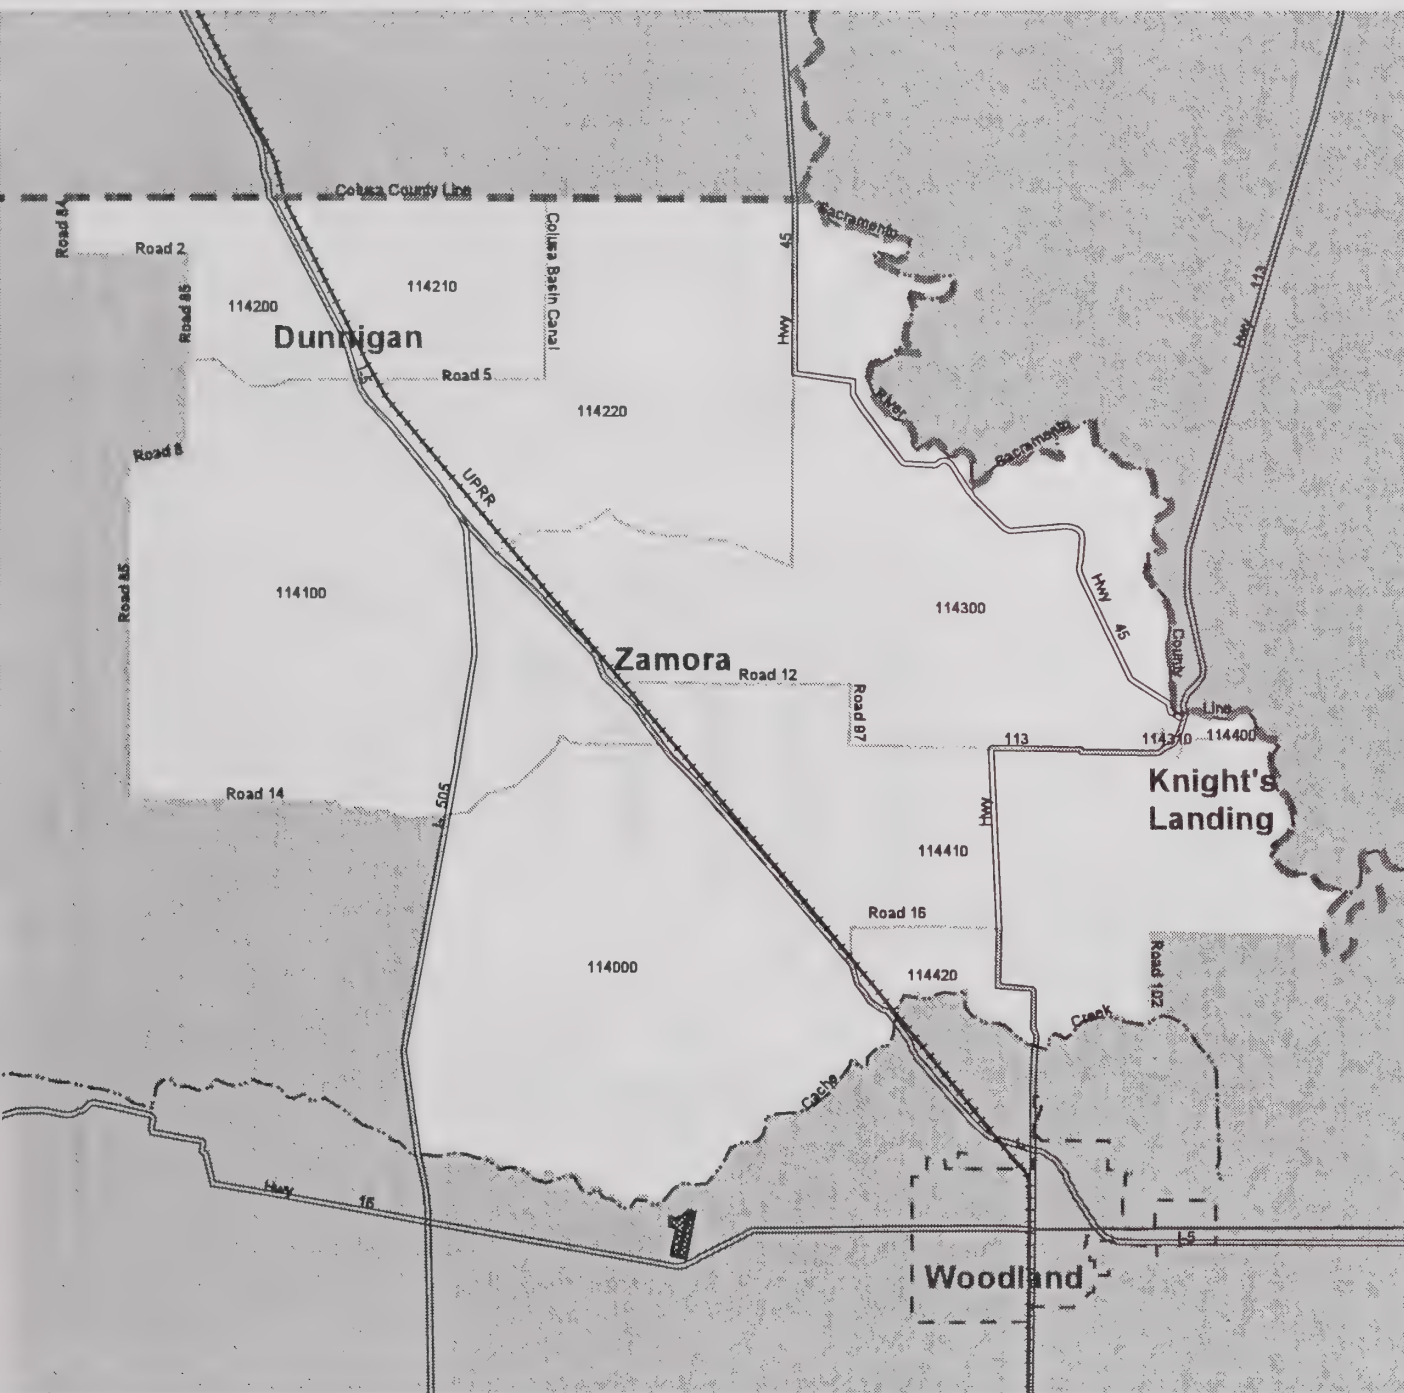 Colusa County Line
Road 84
Road 2
Sacramento
45
Colusa Basin Canal
113
Road 85
114210
114200
Dunnigan
Hwy
Hwy
Road 5
I-5
River
114220
Sacramento
Road 8
UPRR
Road 85
114100
Hwy
114300
45
County
Zamora
Road 12
Road 87
Line
113
114310
114400
Knight's
Landing
Road 14
I- 505
Hwy
114410
Road 16
114000
114420
Road 102
Creek
Cache
Hwy
16
1
I-5
Woodland